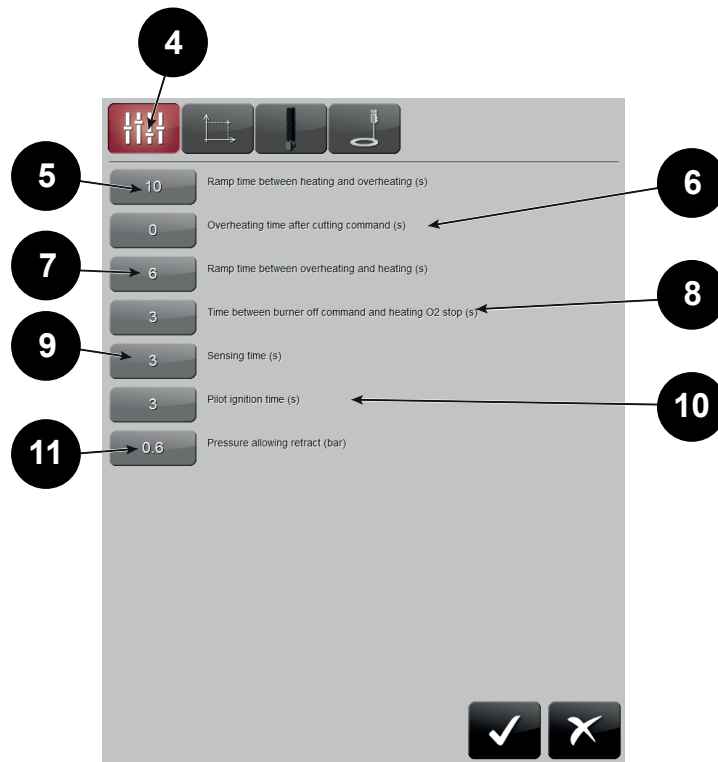 4
5
10 Ramp time between heating and overheating (s)
0 Overheating time after cutting command (s)
6
7
6 Ramp time between overheating and heating (s)
3 Time between burner off command and heating O2 stop (s)
8
9
3 Sensing time (s)
3 Pilot ignition time (s)
10
11
0.6 Pressure allowing retract (bar)